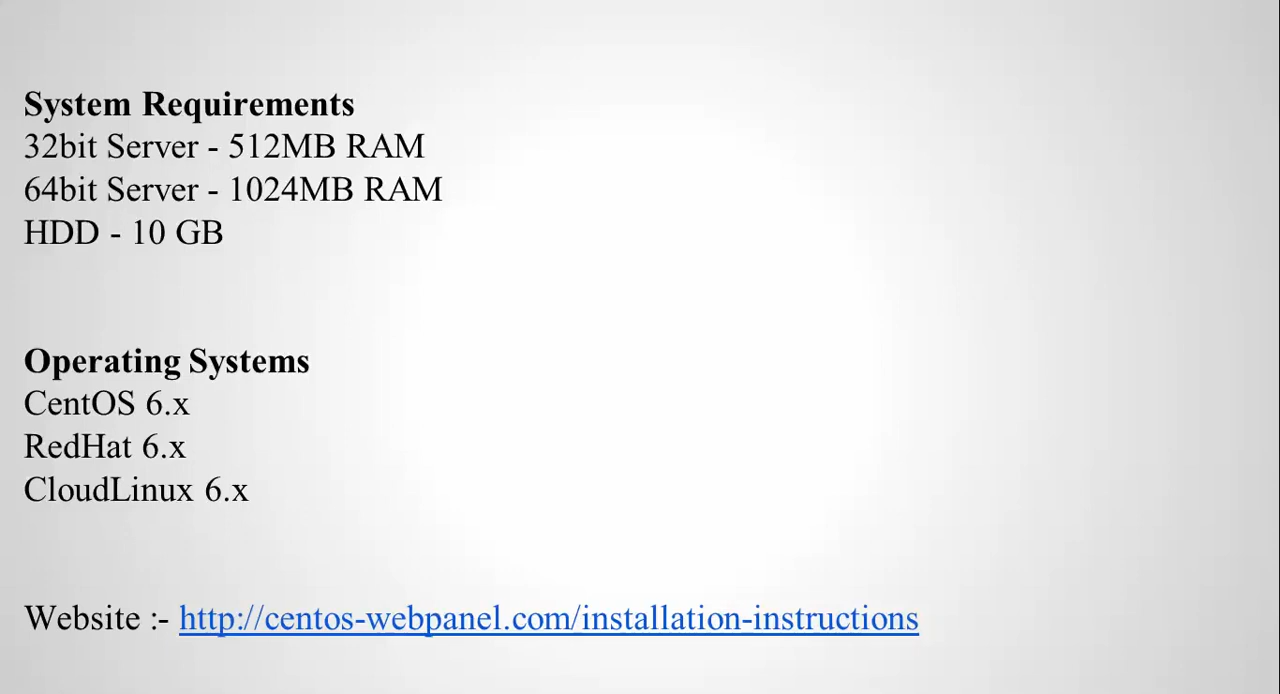 System Requirements
32bit Server - 512MB RAM
64bit Server - 1024MB RAM
HDD - 10 GB
Operating Systems
CentOS 6.x
RedHat 6.x
CloudLinux 6.x
Website :- http://centos-webpanel.com/installation-instructions